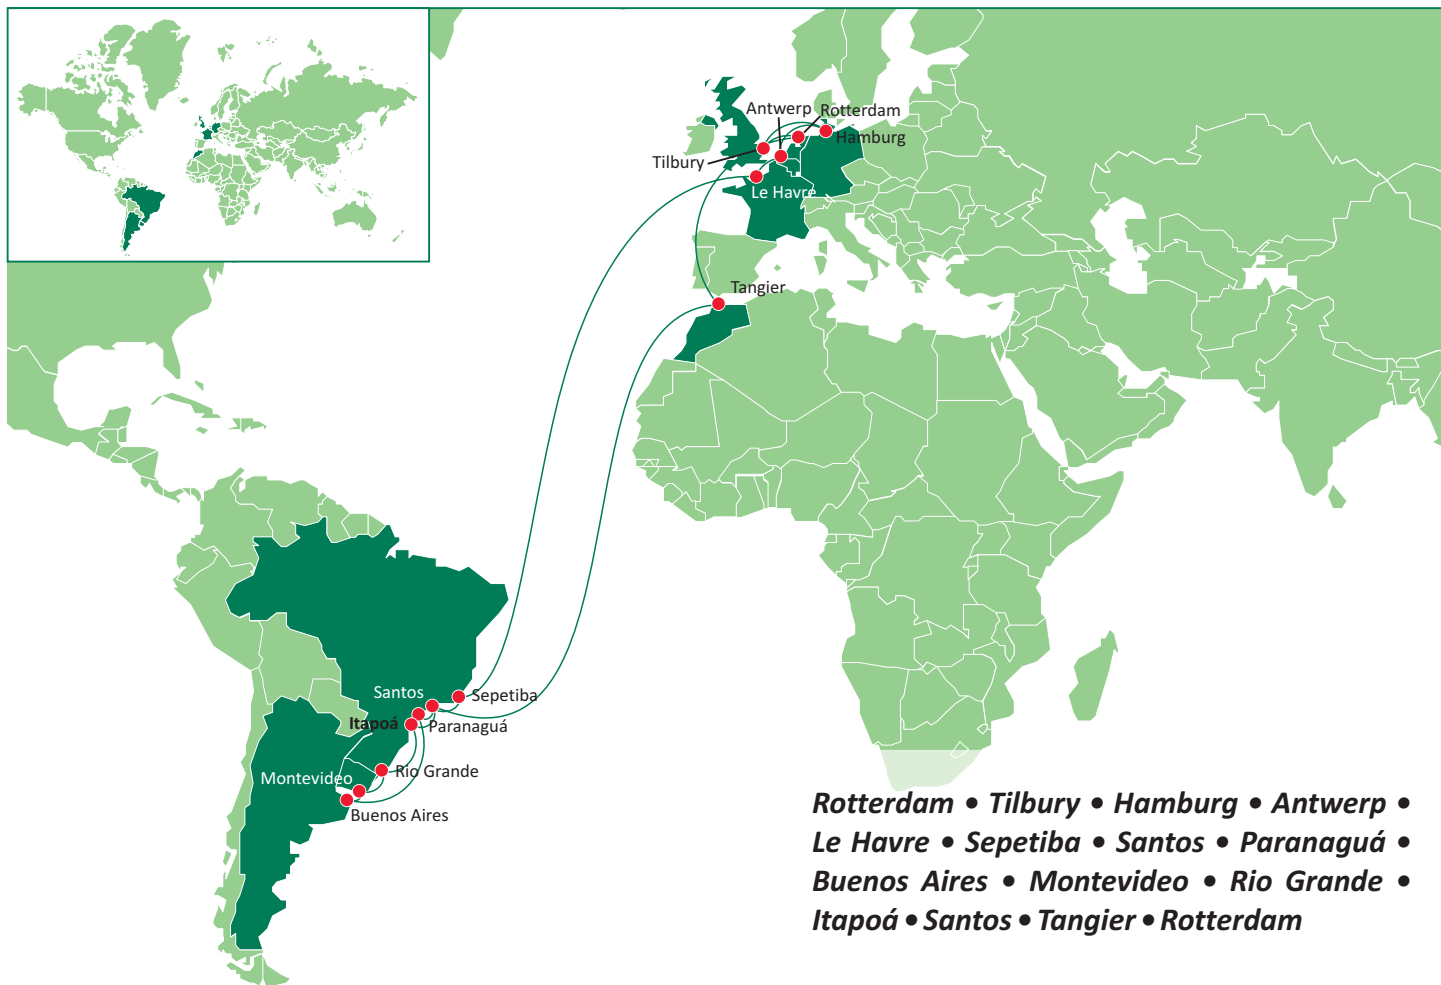 Antwerp
Rotterdam
Hamburg
Tilbury
Le Havre
Tangier
Santos
Sepetiba
Itapoá
Paranaguá
Rio Grande
Montevideo
Buenos Aires
Rotterdam • Tilbury • Hamburg • Antwerp •
Le Havre • Sepetiba • Santos • Paranaguá •
Buenos Aires • Montevideo • Rio Grande •
Itapoá • Santos • Tangier • Rotterdam